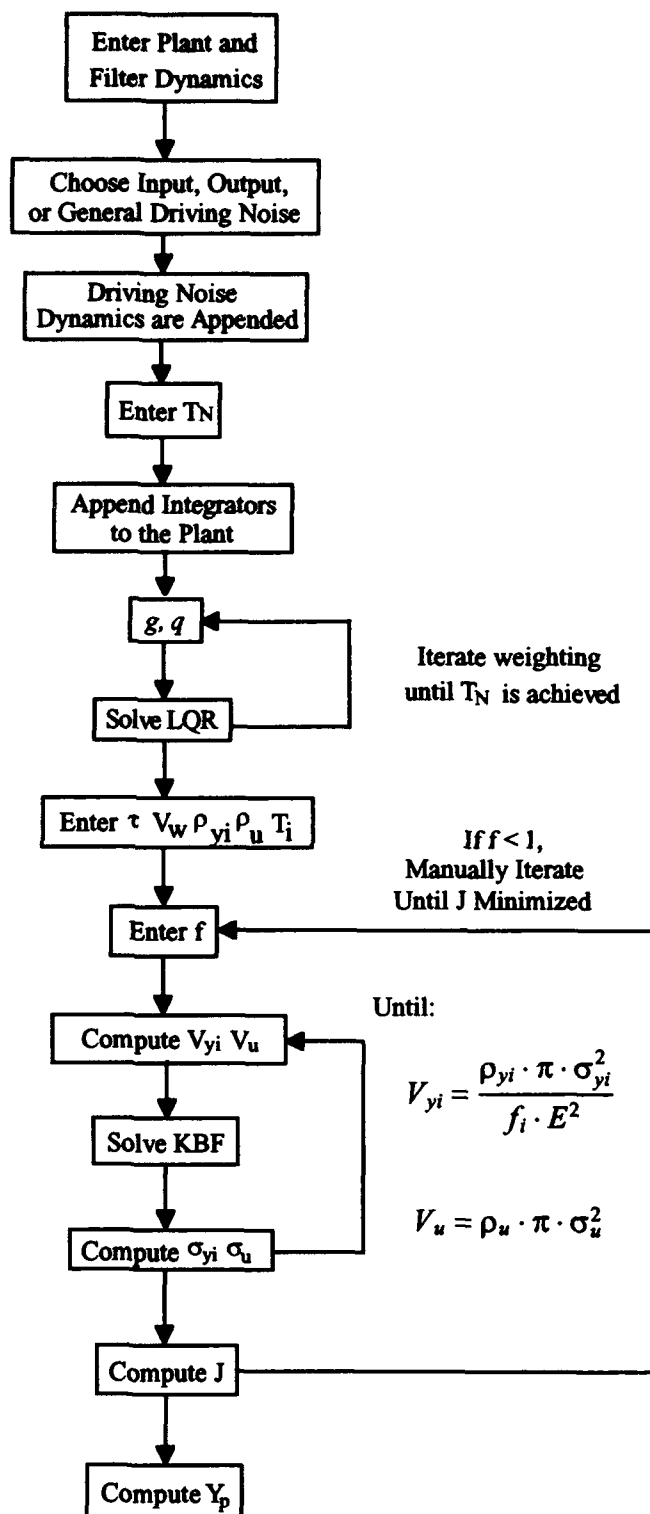 Enter Plant and
Filter Dynamics
Choose Input, Output,
or General Driving Noise
Driving Noise
Dynamics are Appended
Enter T_N
Append Integrators
to the Plant
g, q
Iterate weighting
until T_N is achieved
Solve LQR
Enter τ V_w ρ_yi ρ_u T_i
If f < 1,
Manually Iterate
Until J Minimized
Enter f
Until:
Compute V_yi V_u
V_yi = ρ_yi · π · σ_yi^2 / f_i · E^2
Solve KBF
V_u = ρ_u · π · σ_u^2
Compute σ_yi σ_u
Compute J
Compute Y_p